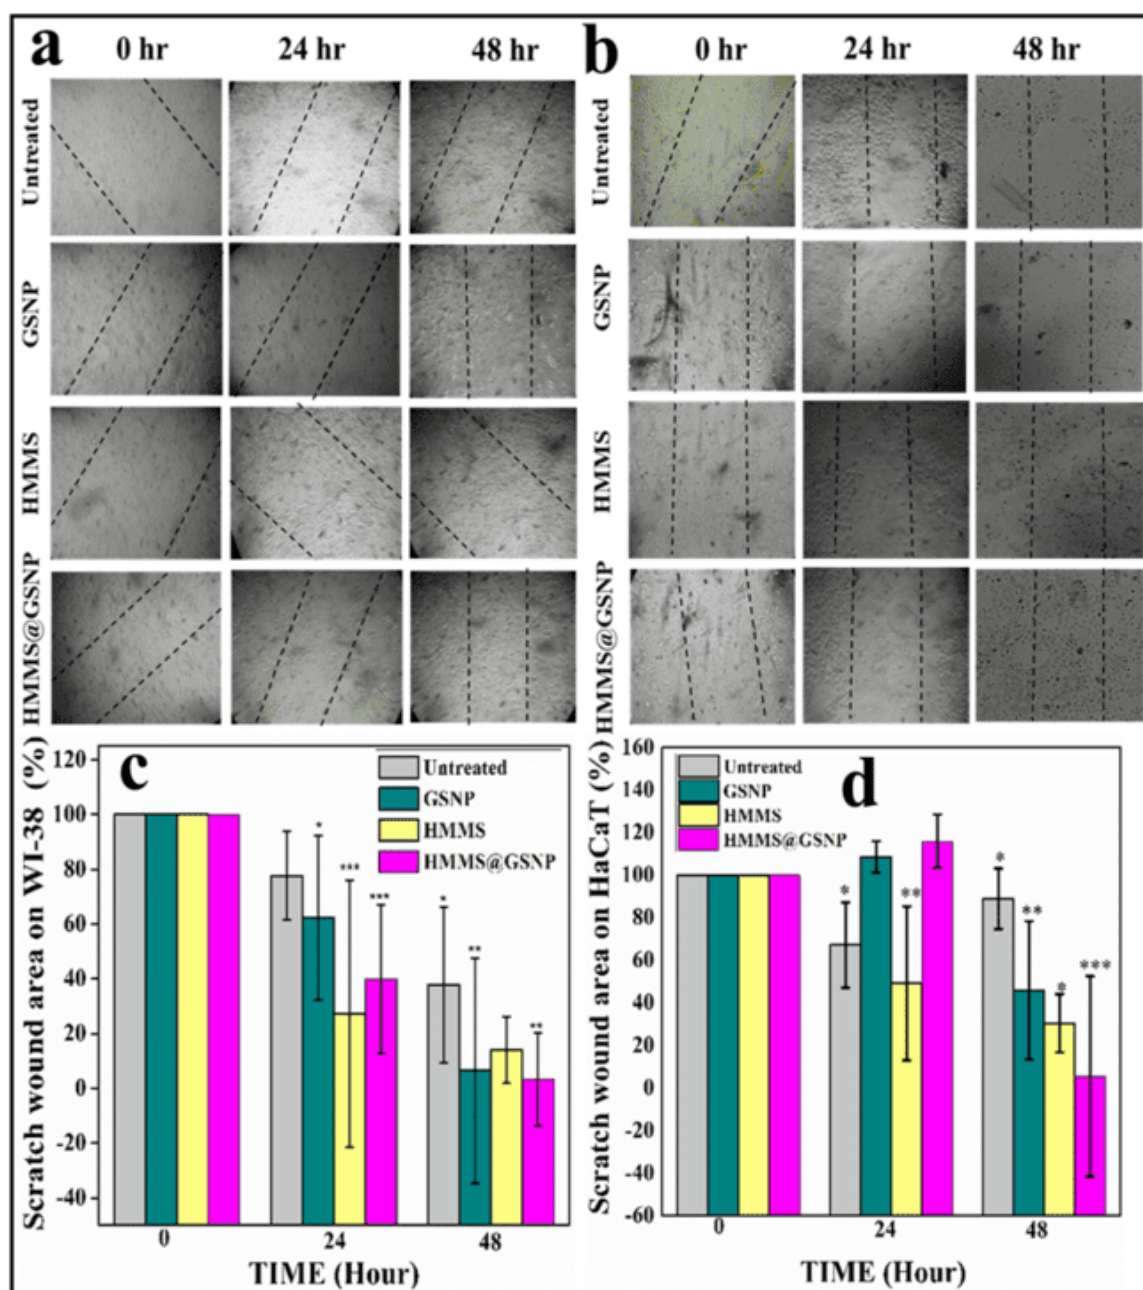 a
0 hr 24 hr 48 hr
Untreated
GSNP
HMMS
HMMS@GSNP
b
0 hr 24 hr 48 hr
Untreated
GSNP
HMMS
HMMS@GSNP
c
Scratch wound area on WI-38 (%)
120
100
80
60
40
20
0
-20
-40
Untreated
GSNP
HMMS
HMMS@GSNP
* *** *** * ** **
0 24 48
TIME (Hour)
d
Scratch wound area on HaCaT (%)
160
140
120
100
80
60
40
20
0
-20
-40
-60
Untreated
GSNP
HMMS
HMMS@GSNP
* ** * ** * ***
0 24 48
TIME (Hour)